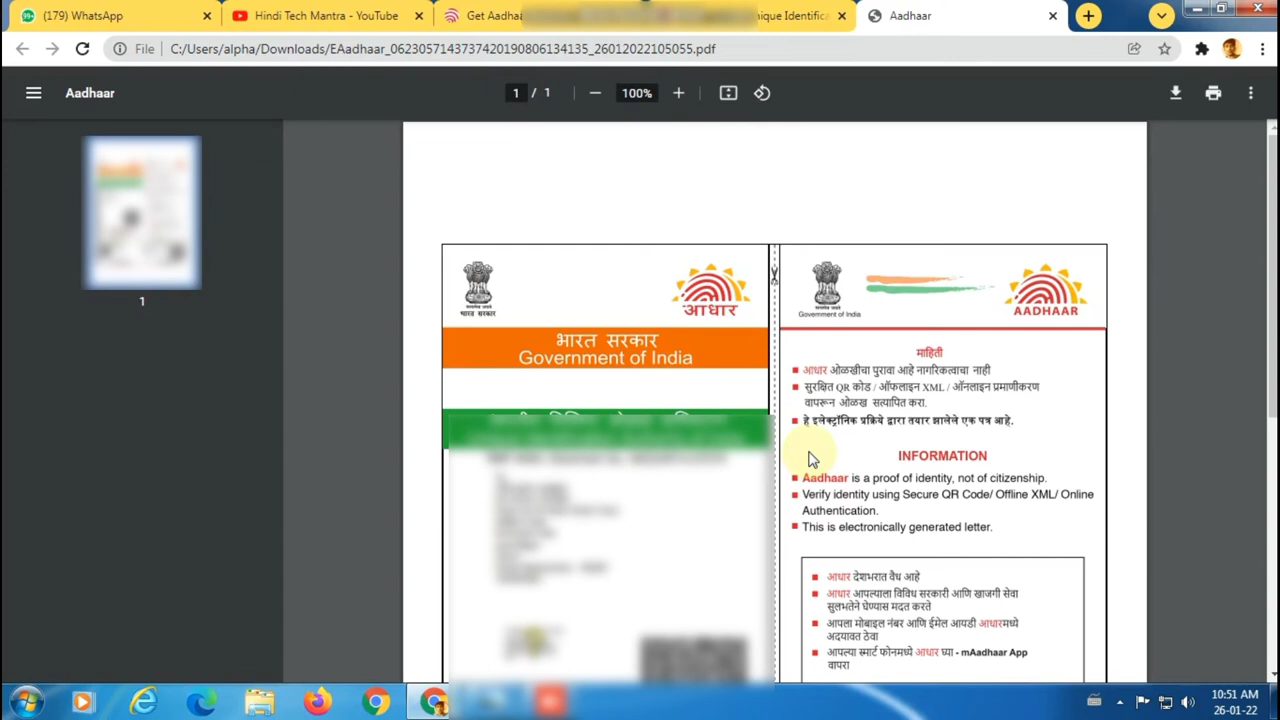 (179) WhatsApp
Hindi Tech Mantra - YouTube
Get Aadhaa
nique Identifica
Aadhaar
File
C:/Users/alpha/Downloads/EAadhaar_0623057143737420190806134135_26012022105055.pdf
Aadhaar
1 / 1
100%
1
भारत सरकार
आधार
भारत सरकार
Government of India
Government of India
AADHAAR
माहिती
आधार ओळखीचा पुरावा आहे नागरिकत्वाचा नाही
सुरक्षित QR कोड / ऑफलाइन XML / ऑनलाइन प्रमाणीकरण
वापरून ओळख सत्यापित करा.
हे इलेक्ट्रॉनिक प्रक्रिये द्वारा तयार झालेले एक पत्र आहे.
INFORMATION
Aadhaar is a proof of identity, not of citizenship.
Verify identity using Secure QR Code/ Offline XML/ Online
Authentication.
This is electronically generated letter.
आधार देशभरात वैध आहे
आधार आपल्याला विविध सरकारी आणि खाजगी सेवा
सुलभतेने घेण्यास मदत करते
आपला मोबाइल नंबर आणि ईमेल आयडी आधारमध्ये
अदयावत ठेवा
आपल्या स्मार्ट फोनमध्ये आधार घ्या - mAadhaar App
वापरा
10:51 AM
26-01-22